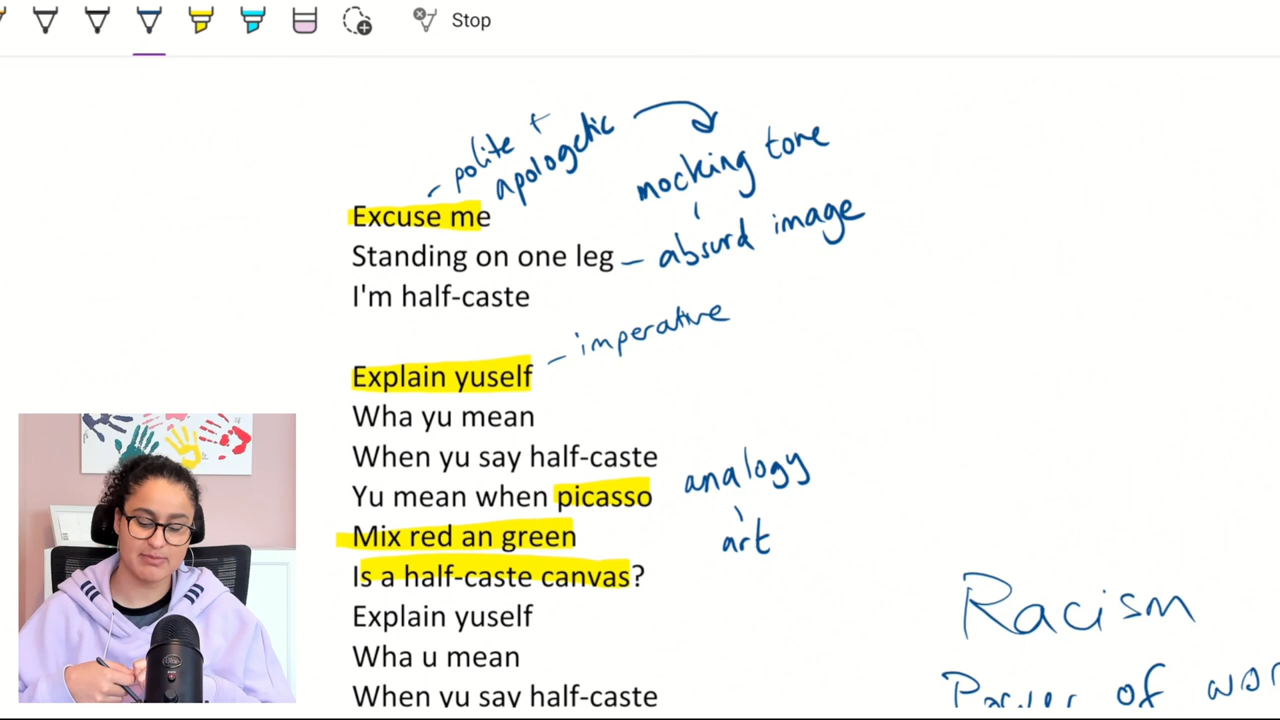 Stop
polite +
apologetic
mocking tone
Excuse me
Standing on one leg
absurd image
I'm half-caste
imperative
Explain yuself
Wha yu mean
When yu say half-caste
analogy
Yu mean when picasso
Mix red an green
art
Is a half-caste canvas?
Racism
Explain yuself
Wha u mean
Power of
When yu say half-caste